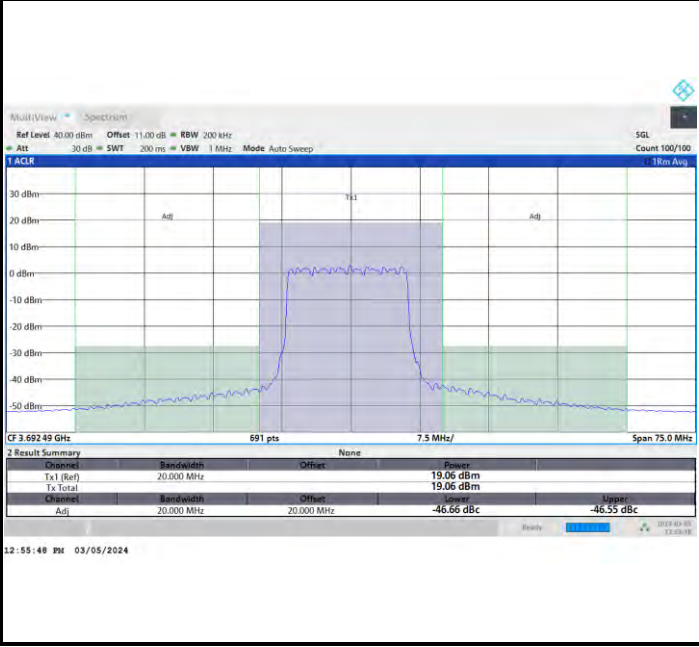 MultiView Spectrum
Ref Level 40.00 dBm Offset 11.00 dB RBW 200 kHz SGL
Att 30 dB SWT 200 ms VBW 1 MHz Mode Auto Sweep Count 100/100
1 ACLR 1Rm Avg
30 dBm
Tx1
20 dBm Adj Adj
10 dBm
0 dBm
-10 dBm
-20 dBm
-30 dBm
-40 dBm
-50 dBm
CF 3.692 49 GHz 691 pts 7.5 MHz/ Span 75.0 MHz
2 Result Summary None
Channel Bandwidth Offset Power
Tx1 (Ref) 20.000 MHz 19.06 dBm
Tx Total 19.06 dBm
Channel Bandwidth Offset Lower Upper
Adj 20.000 MHz 20.000 MHz -46.66 dBc -46.55 dBc
Ready
12:55:48 PM 03/05/2024